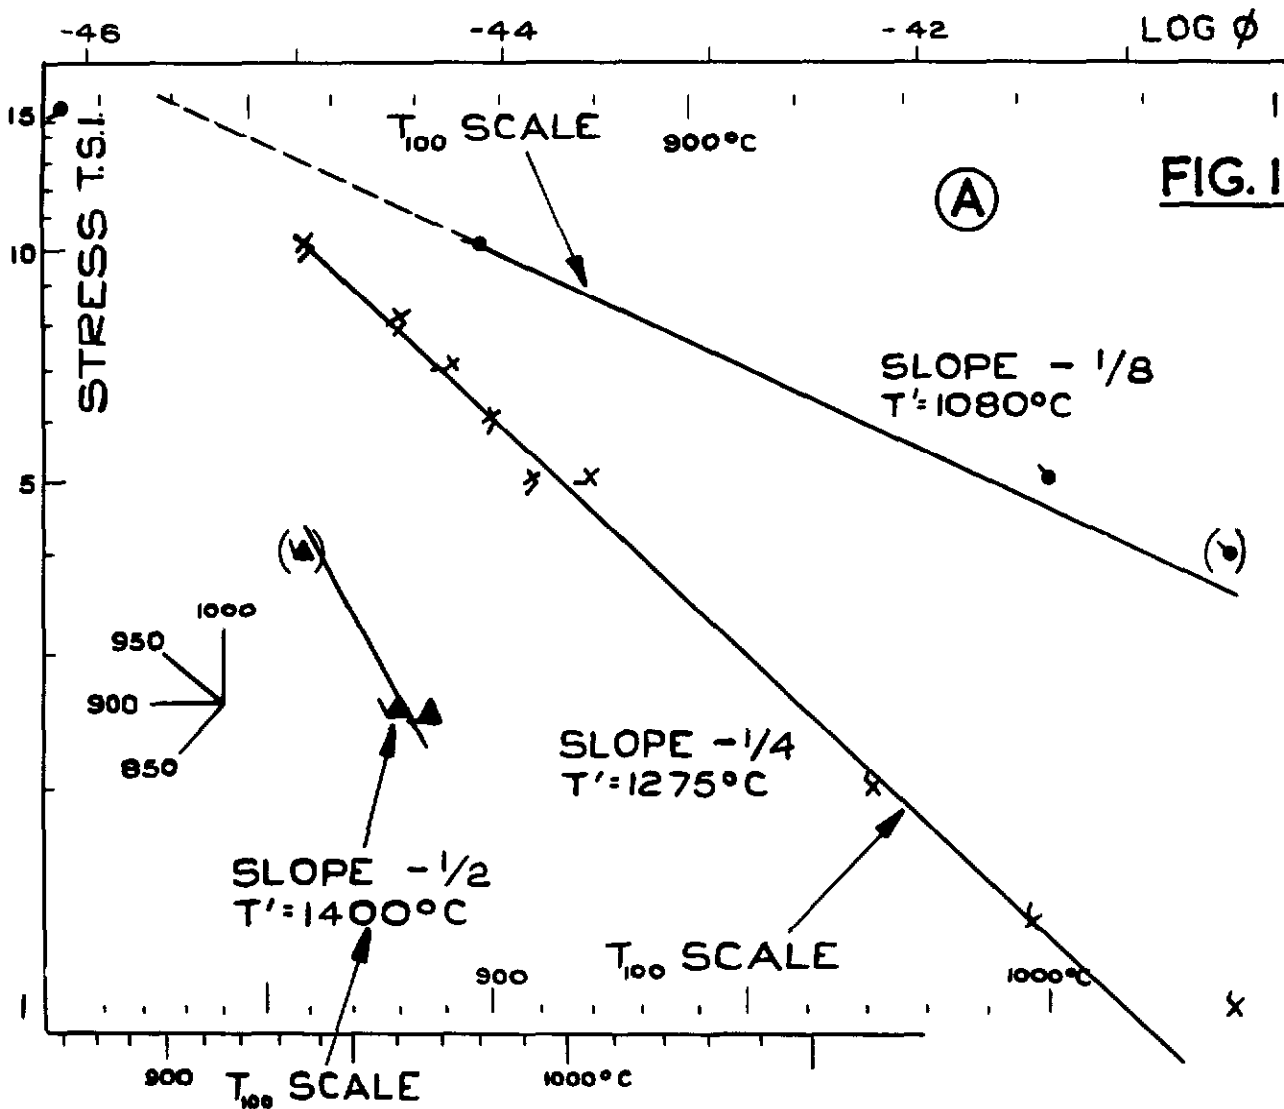 -46 -44 -42 LOG φ
15
T₁₀₀ SCALE
900°C
STRESS T.S.I.
A
FIG. 1
10
SLOPE - 1/8
T' = 1080°C
5
1000
950
900
850
SLOPE -1/4
T' = 1275°C
SLOPE -1/2
T' = 1400°C
T₁₀₀ SCALE
1
900
1000°C
900
1000°C
T₁₀₀ SCALE